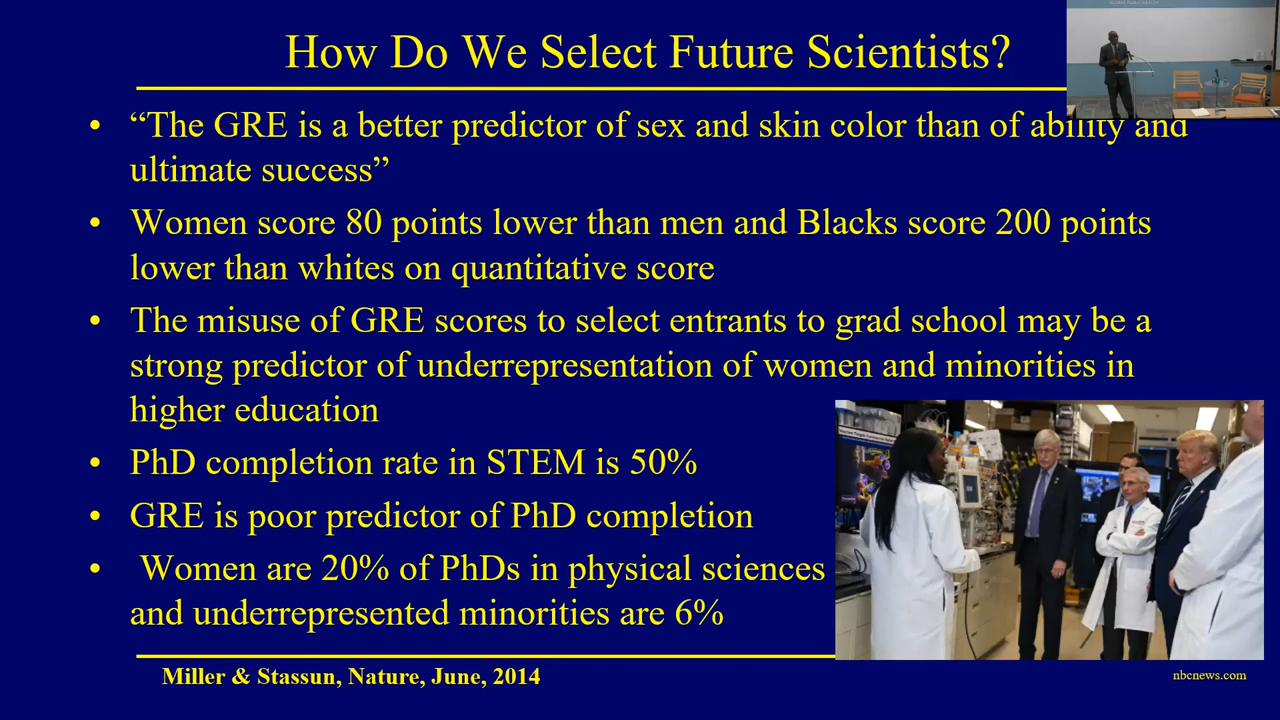 How Do We Select Future Scientists?
• “The GRE is a better predictor of sex and skin color than of ability and
ultimate success”
• Women score 80 points lower than men and Blacks score 200 points
lower than whites on quantitative score
• The misuse of GRE scores to select entrants to grad school may be a
strong predictor of underrepresentation of women and minorities in
higher education
• PhD completion rate in STEM is 50%
• GRE is poor predictor of PhD completion
• Women are 20% of PhDs in physical sciences
and underrepresented minorities are 6%
Miller & Stassun, Nature, June, 2014
nbcnews.com